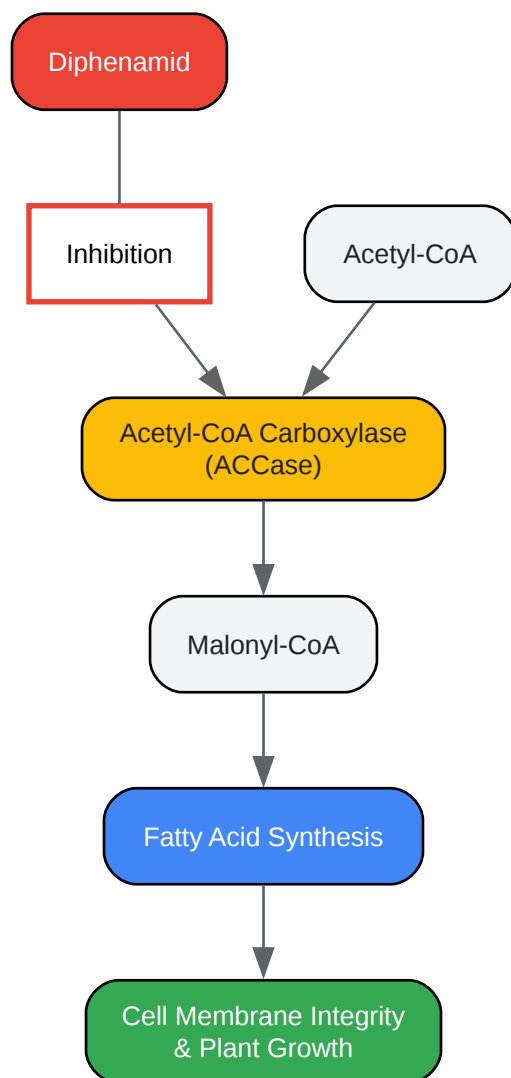 Diphenamid
Inhibition
Acetyl-CoA
Acetyl-CoA Carboxylase
(ACCase)
Malonyl-CoA
Fatty Acid Synthesis
Cell Membrane Integrity
& Plant Growth